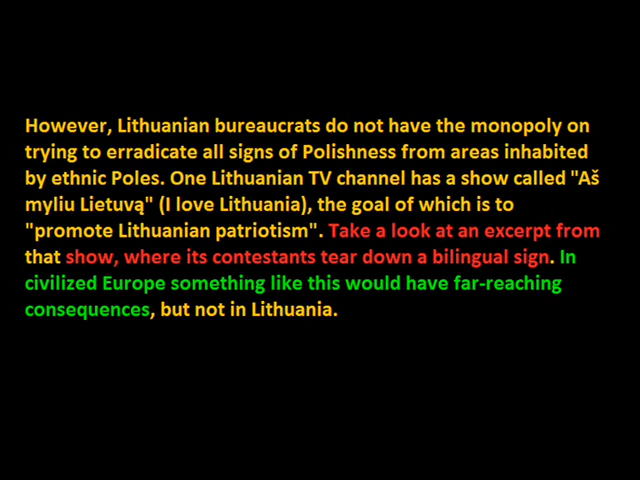 However, Lithuanian bureaucrats do not have the monopoly on
trying to erradicate all signs of Polishness from areas inhabited
by ethnic Poles. One Lithuanian TV channel has a show called "Aš
myliu Lietuvą" (I love Lithuania), the goal of which is to
"promote Lithuanian patriotism". Take a look at an excerpt from
that show, where its contestants tear down a bilingual sign. In
civilized Europe something like this would have far-reaching
consequences, but not in Lithuania.